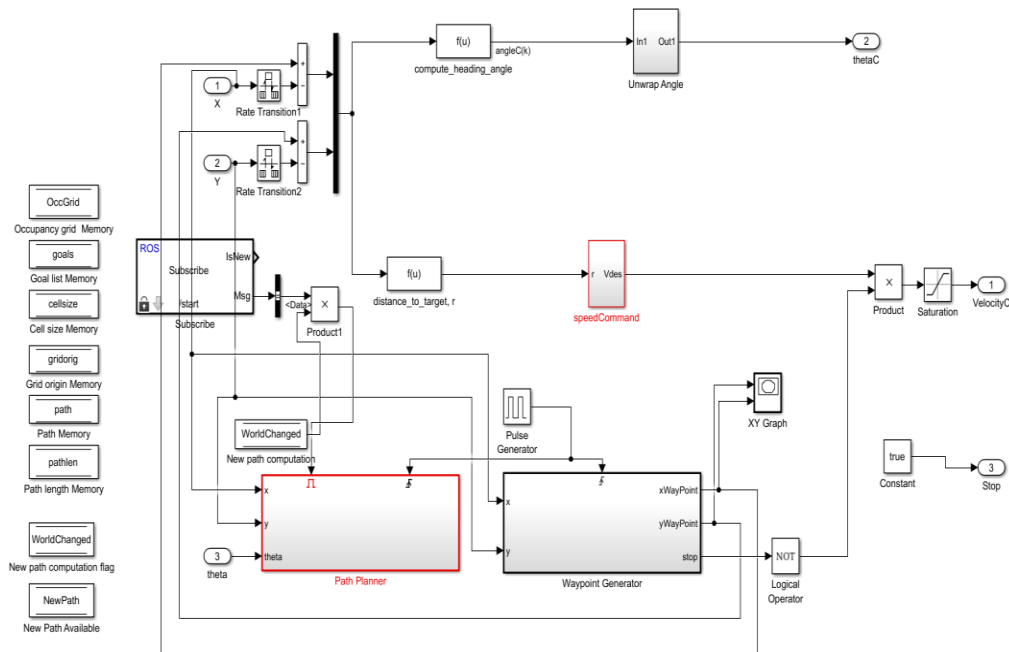 f(u)
angleC(k)
compute_heading_angle
In1
Out1
Unwrap Angle
2
thetaC
1
X
+
-
Rate Transition1
2
Y
+
-
Rate Transition2
OccGrid
Occupancy grid Memory
goals
Goal list Memory
cellsize
Cell size Memory
gridorig
Grid origin Memory
path
Path Memory
pathlen
Path length Memory
WorldChanged
New path computation flag
NewPath
New Path Available
ROS
IsNew
Subscribe
Msg
/start
Subscribe
<Data>
X
Product1
f(u)
distance_to_target, r
r
Vdes
speedCommand
X
Product
Saturation
1
VelocityC
WorldChanged
New path computation
Pulse
Generator
XY Graph
x
y
theta
Path Planner
3
theta
x
y
xWayPoint
yWayPoint
stop
Waypoint Generator
NOT
Logical
Operator
true
Constant
3
Stop